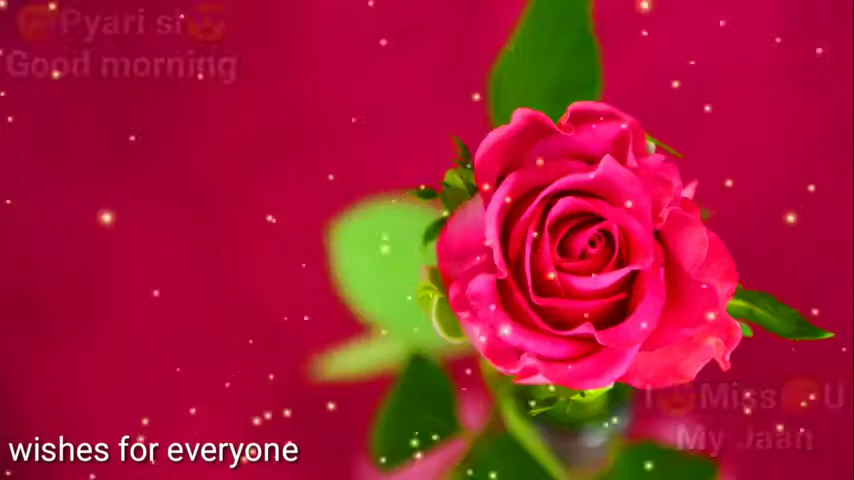 😍Pyari si😍
Good morning
I😍Miss😍U
My Jaan
wishes for everyone